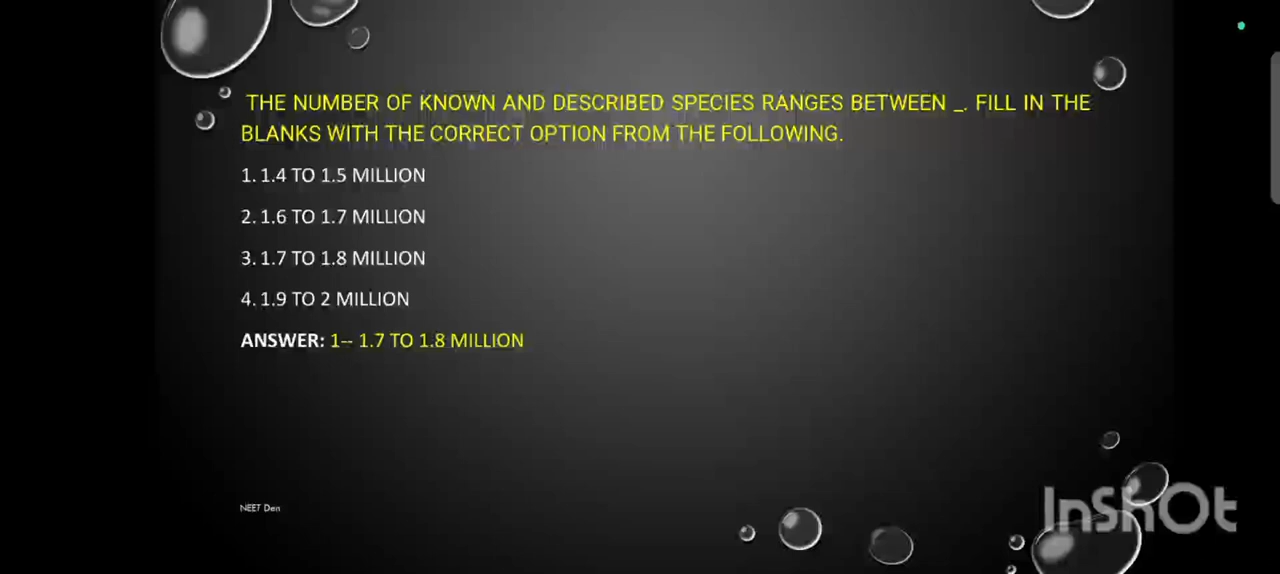 THE NUMBER OF KNOWN AND DESCRIBED SPECIES RANGES BETWEEN _. FILL IN THE
BLANKS WITH THE CORRECT OPTION FROM THE FOLLOWING.
1. 1.4 TO 1.5 MILLION
2. 1.6 TO 1.7 MILLION
3. 1.7 TO 1.8 MILLION
4. 1.9 TO 2 MILLION
ANSWER: 1-- 1.7 TO 1.8 MILLION
NEET Den
InShOt